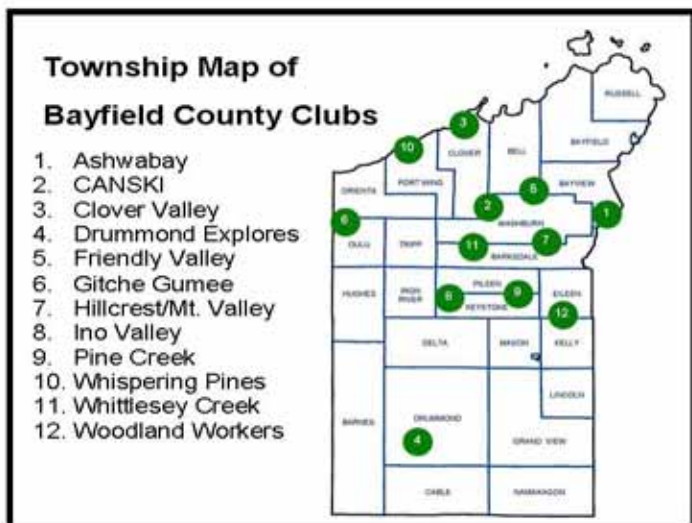 Township Map of
Bayfield County Clubs
1. Ashwabay
2. CANSKI
3. Clover Valley
4. Drummond Explores
5. Friendly Valley
6. Gitche Gumee
7. Hillcrest/Mt. Valley
8. Ino Valley
9. Pine Creek
10. Whispering Pines
11. Whittlesey Creek
12. Woodland Workers
RUSSELL
3
BAYFIELD
10
CLOVER
BELL
ORIENTA
PORT WING
5
BAYVIEW
2
1
6
WASHBURN
OULU
TRIPP
11
7
BARKSDALE
HUGHES
IRON
RIVER
PILSEN
8
9
KEYSTONE
EILEEN
12
DELTA
MASON
KELLY
LINCOLN
BARNES
DRUMMOND
4
GRAND VIEW
CABLE
NAMAKAGON